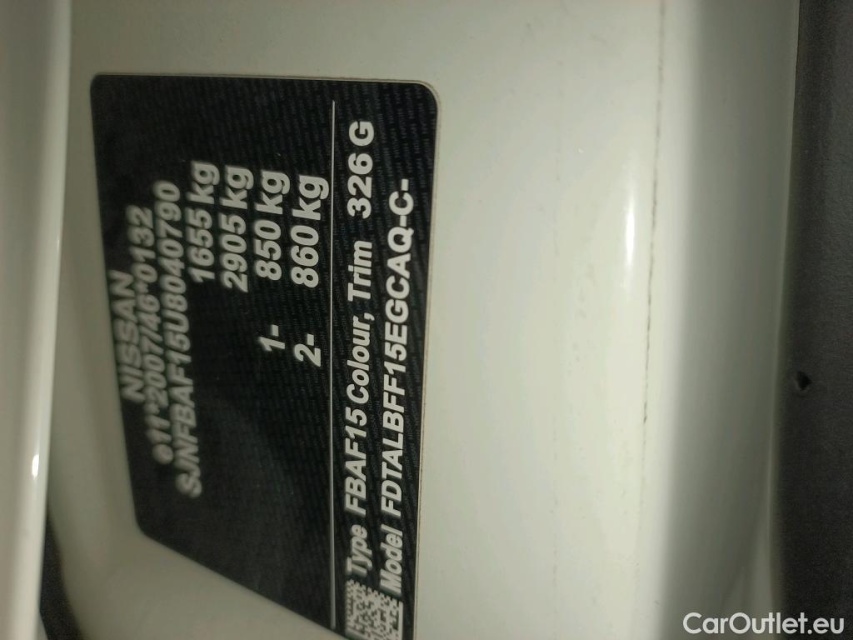 NISSAN
e11*2007/46*0132
SJNFBAF15U8040790
1655 kg
2905 kg
1- 850 kg
2- 860 kg
Type FBAF15 Colour, Trim 326 G
Model FDTALBFF15EGCAQ-C-
CarOutlet.eu